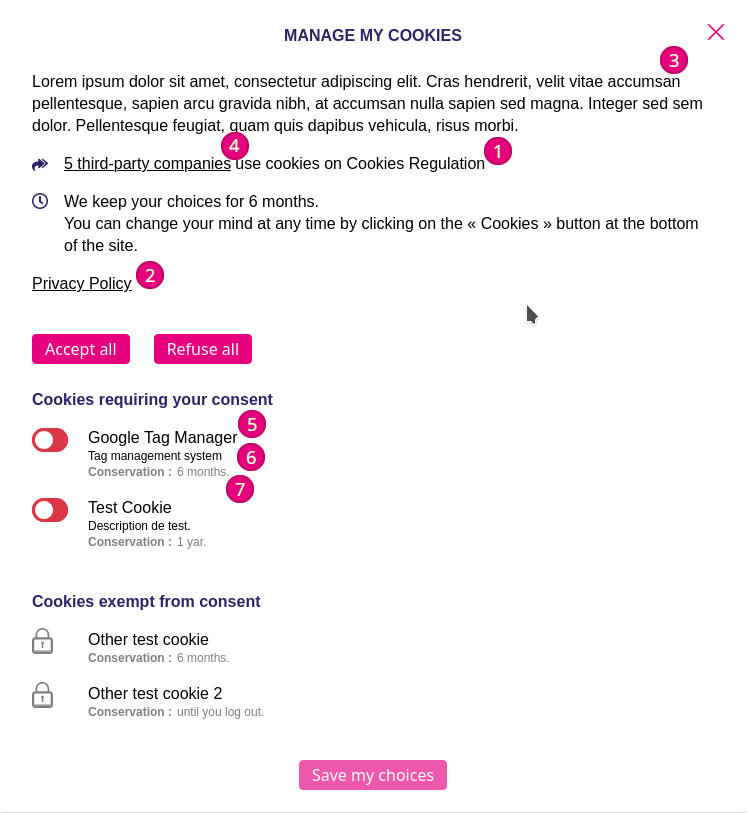 MANAGE MY COOKIES
3
Lorem ipsum dolor sit amet, consectetur adipiscing elit. Cras hendrerit, velit vitae accumsan
pellentesque, sapien arcu gravida nibh, at accumsan nulla sapien sed magna. Integer sed sem
dolor. Pellentesque feugiat, quam quis dapibus vehicula, risus morbi.
4
1
5 third-party companies use cookies on Cookies Regulation
We keep your choices for 6 months.
You can change your mind at any time by clicking on the « Cookies » button at the bottom
of the site.
2
Privacy Policy
Accept all
Refuse all
Cookies requiring your consent
5
Google Tag Manager
Tag management system
6
Conservation : 6 months.
7
Test Cookie
Description de test.
Conservation : 1 yar.
Cookies exempt from consent
Other test cookie
Conservation : 6 months.
Other test cookie 2
Conservation : until you log out.
Save my choices